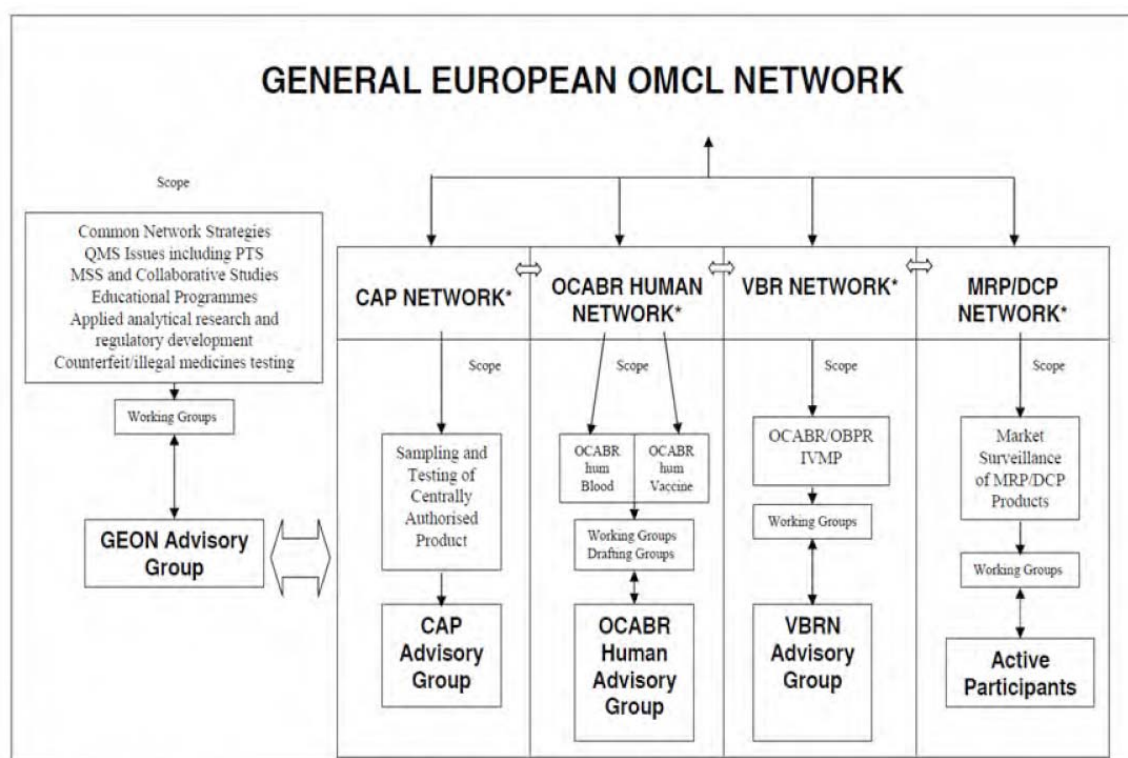 GENERAL EUROPEAN OMCL NETWORK
Scope
Common Network Strategies
QMS Issues including PTS
MSS and Collaborative Studies
Educational Programmes
Applied analytical research and
regulatory development
Counterfeit/illegal medicines testing
Working Groups
GEON Advisory
Group
CAP NETWORK*
Scope
Sampling and
Testing of
Centrally
Authorised
Product
CAP
Advisory
Group
OCABR HUMAN
NETWORK*
Scope
OCABR
hum
Blood
OCABR
hum
Vaccine
Working Groups
Drafting Groups
OCABR
Human
Advisory
Group
VBR NETWORK*
Scope
OCABR/OBPR
IVMP
Working Groups
VBRN
Advisory
Group
MRP/DCP
NETWORK*
Scope
Market
Surveillance
of MRP/DCP
Products
Working Groups
Active
Participants